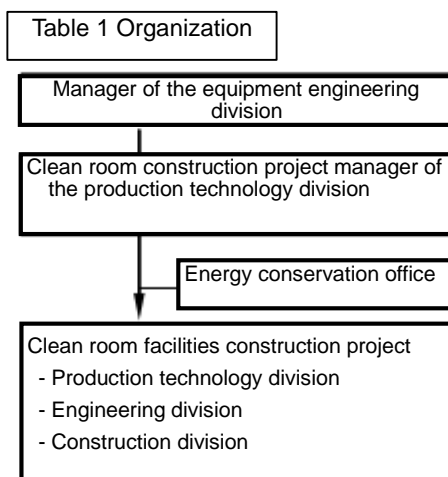 Table 1 Organization
Manager of the equipment engineering
division
Clean room construction project manager of
the production technology division
Energy conservation office
Clean room facilities construction project
- Production technology division
- Engineering division
- Construction division